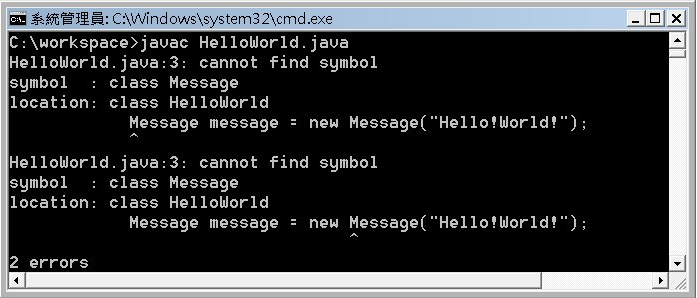 系統管理員: C:\Windows\system32\cmd.exe
C:\workspace>javac HelloWorld.java
HelloWorld.java:3: cannot find symbol
symbol  : class Message
location: class HelloWorld
            Message message = new Message("Hello!World!");
            ^
HelloWorld.java:3: cannot find symbol
symbol  : class Message
location: class HelloWorld
            Message message = new Message("Hello!World!");
                                  ^
2 errors